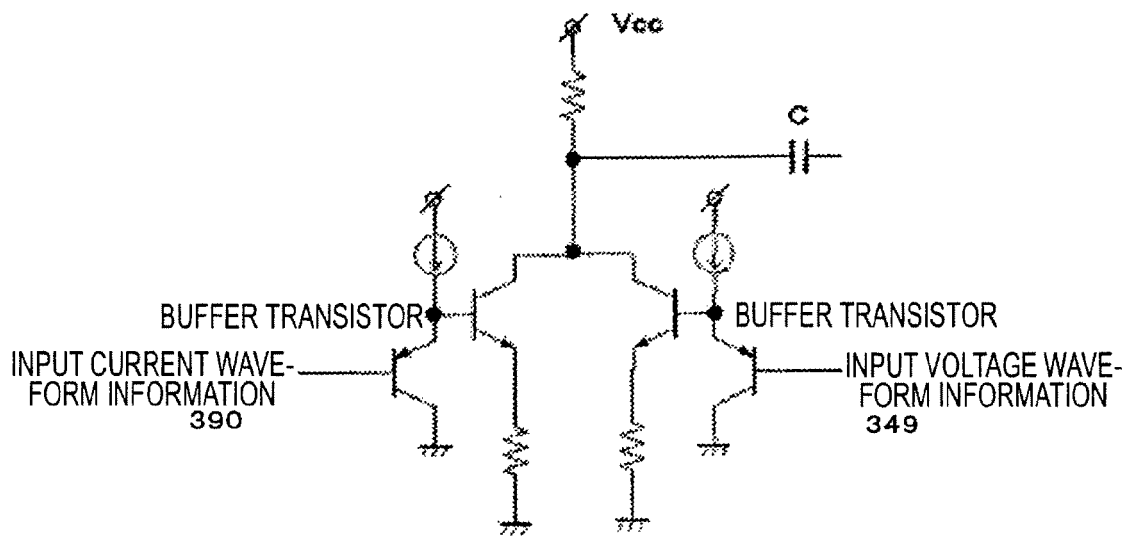 Vcc
C
BUFFER TRANSISTOR
BUFFER TRANSISTOR
INPUT CURRENT WAVE-
FORM INFORMATION
390
INPUT VOLTAGE WAVE-
FORM INFORMATION
349